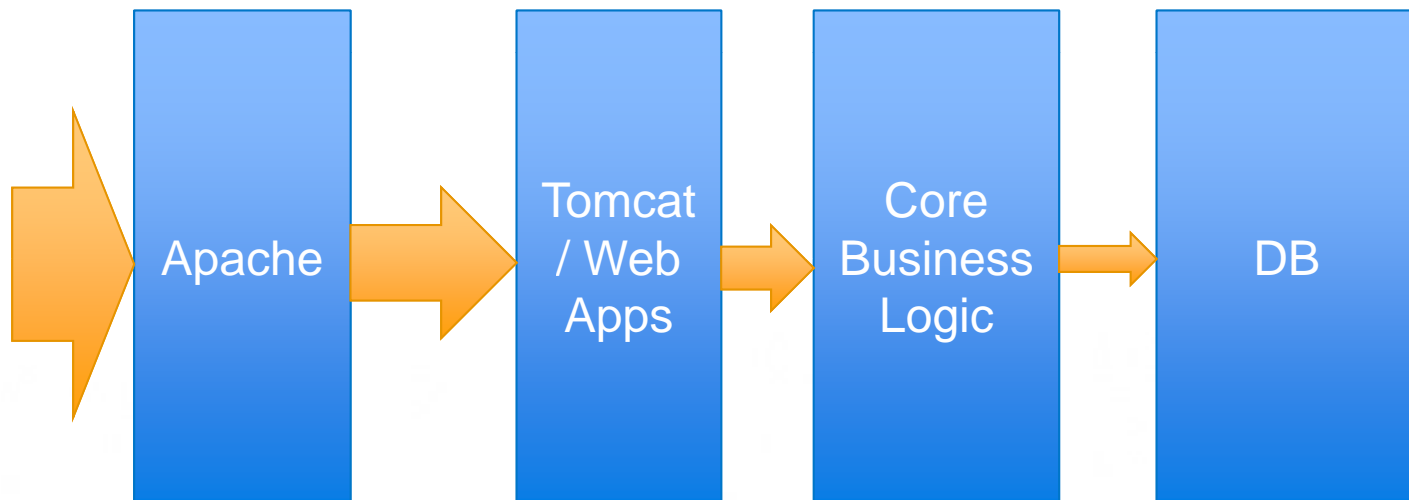 Apache
Tomcat
/ Web
Apps
Core
Business
Logic
DB